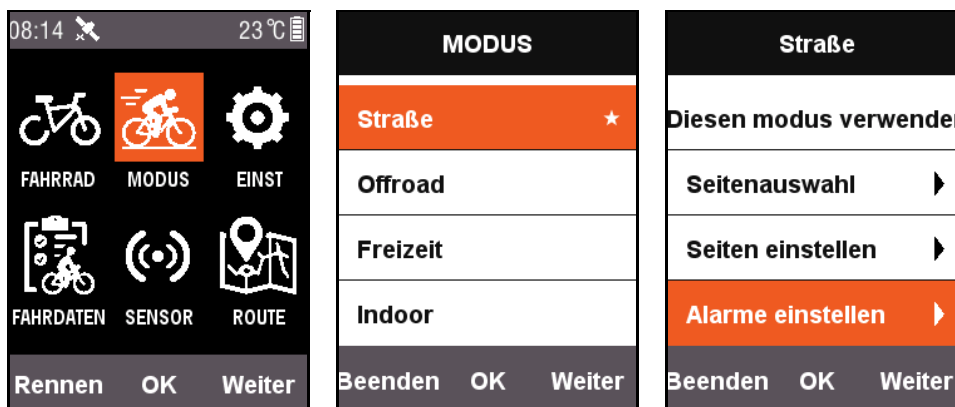 08:14 23 °C
FAHRRAD MODUS EINST
FAHRDATEN SENSOR ROUTE
Rennen OK Weiter
MODUS
Straße
Offroad
Freizeit
Indoor
Beenden OK Weiter
Straße
Diesen modus verwenden
Seitenauswahl
Seiten einstellen
Alarme einstellen
Beenden OK Weiter